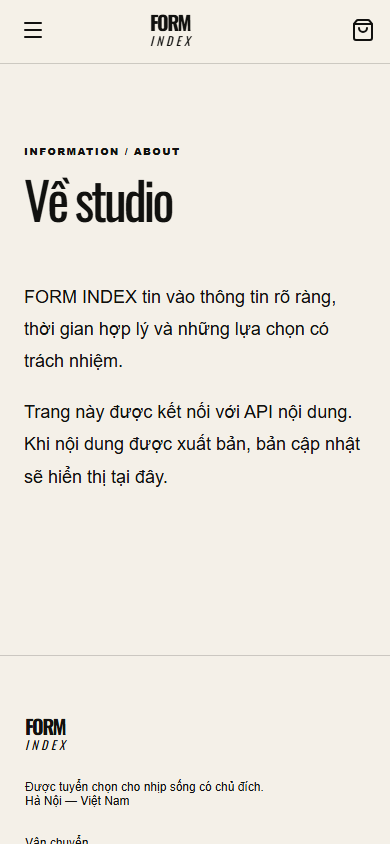 FORM
INDEX
INFORMATION / ABOUT
Về studio
FORM INDEX tin vào thông tin rõ ràng,
thời gian hợp lý và những lựa chọn có
trách nhiệm.
Trang này được kết nối với API nội dung.
Khi nội dung được xuất bản, bản cập nhật
sẽ hiển thị tại đây.
FORM
INDEX
Được tuyển chọn cho nhịp sống có chủ đích.
Hà Nội — Việt Nam
Vận chuyển